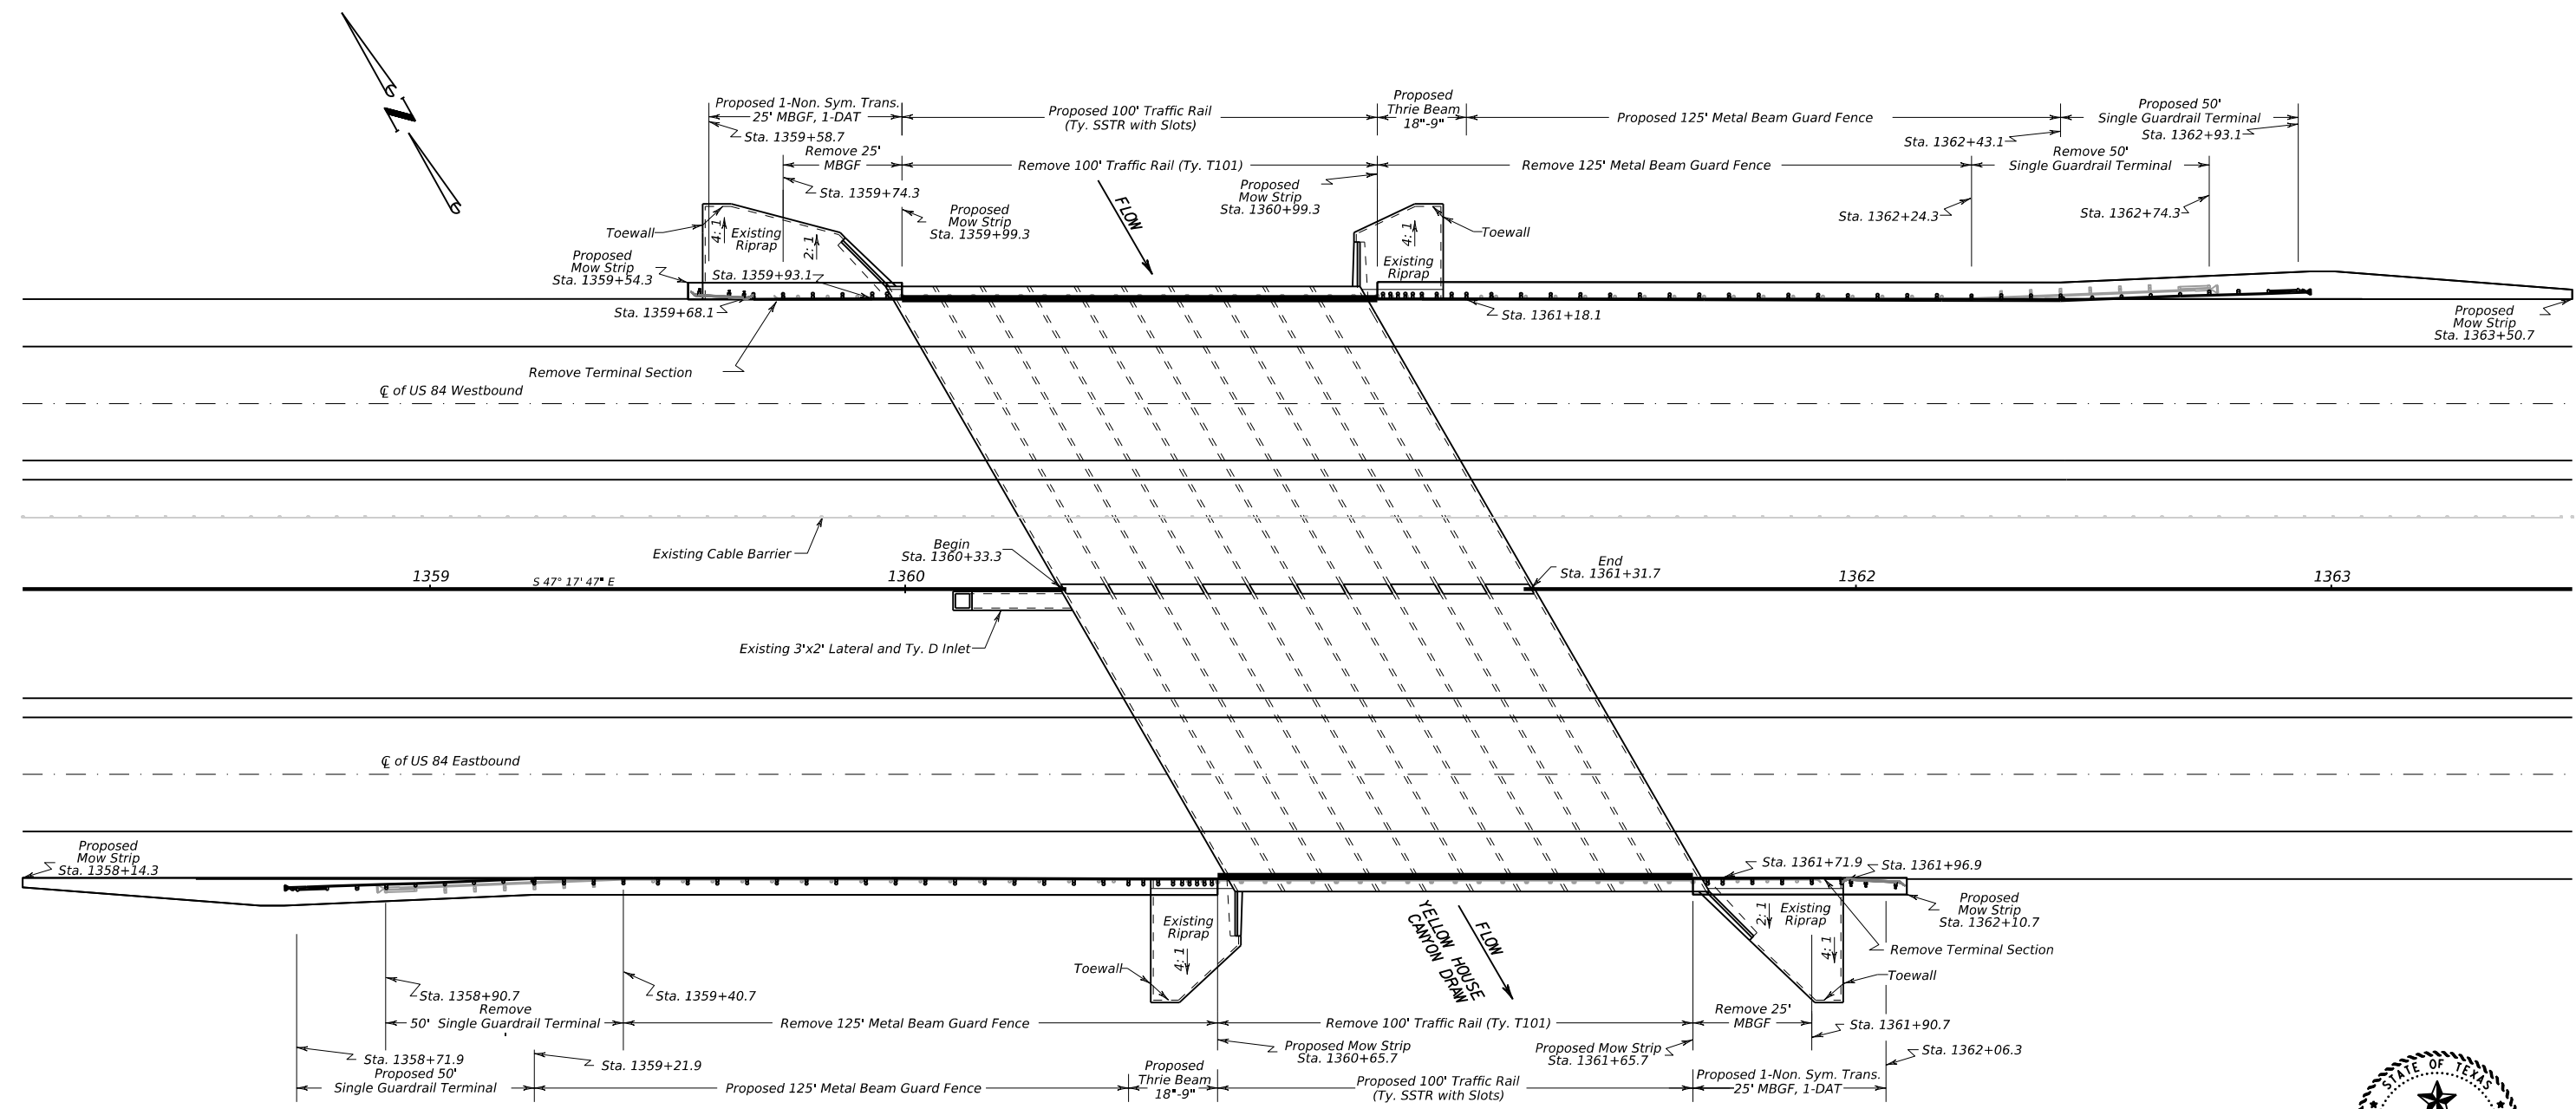 N
Proposed 1-Non. Sym. Trans.
25' MBGF, 1-DAT
Proposed 100' Traffic Rail
(Ty. SSTR with Slots)
Proposed
Thrie Beam
18"-9"
Proposed 125' Metal Beam Guard Fence
Proposed 50'
Single Guardrail Terminal
Sta. 1359+58.7
Sta. 1362+43.1
Sta. 1362+93.1
Remove 25'
MBGF
Remove 100' Traffic Rail (Ty. T101)
Remove 125' Metal Beam Guard Fence
Remove 50'
Single Guardrail Terminal
Sta. 1359+74.3
Proposed
Mow Strip
Sta. 1359+99.3
FLOW
Proposed
Mow Strip
Sta. 1360+99.3
Sta. 1362+24.3
Sta. 1362+74.3
Toewall
4:1
Existing
Riprap
2:1
4:1
Existing
Riprap
Toewall
Proposed
Mow Strip
Sta. 1359+54.3
Sta. 1359+93.1
Sta. 1359+68.1
Sta. 1361+18.1
Proposed
Mow Strip
Sta. 1363+50.7
Remove Terminal Section
℄ of US 84 Westbound
Existing Cable Barrier
Begin
Sta. 1360+33.3
End
Sta. 1361+31.7
1359
S 47° 17' 47" E
1360
1362
1363
Existing 3'x2' Lateral and Ty. D Inlet
℄ of US 84 Eastbound
Proposed
Mow Strip
Sta. 1358+14.3
Sta. 1361+71.9
Sta. 1361+96.9
Existing
Riprap
4:1
Toewall
YELLOW HOUSE
CANYON DRAW
FLOW
2:1
Existing
Riprap
4:1
Proposed
Mow Strip
Sta. 1362+10.7
Remove Terminal Section
Toewall
Sta. 1358+90.7
Sta. 1359+40.7
Remove
50' Single Guardrail Terminal
'
Remove 125' Metal Beam Guard Fence
Remove 100' Traffic Rail (Ty. T101)
Remove 25'
MBGF
Sta. 1361+90.7
Sta. 1358+71.9
Sta. 1359+21.9
Proposed Mow Strip
Sta. 1360+65.7
Proposed Mow Strip
Sta. 1361+65.7
Sta. 1362+06.3
Proposed 50'
Single Guardrail Terminal
Proposed 125' Metal Beam Guard Fence
Proposed
Thrie Beam
18"-9"
Proposed 100' Traffic Rail
(Ty. SSTR with Slots)
Proposed 1-Non. Sym. Trans.
25' MBGF, 1-DAT
STATE OF TEXAS